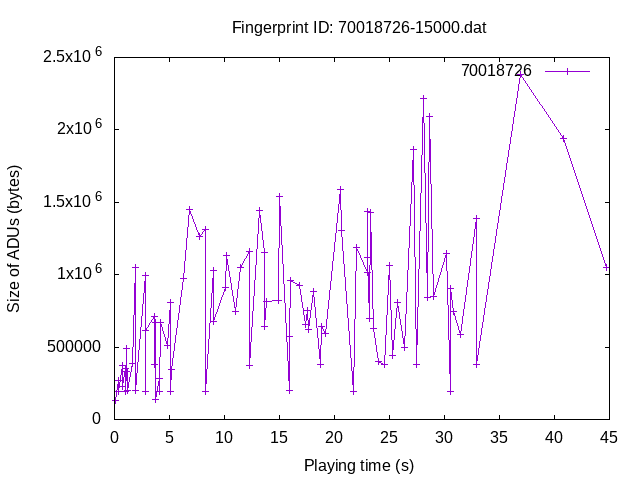 Fingerprint ID: 70018726-15000.dat
2.5x10^6
70018726
2x10^6
1.5x10^6
1x10^6
500000
0
0 5 10 15 20 25 30 35 40 45
Size of ADUs (bytes)
Playing time (s)